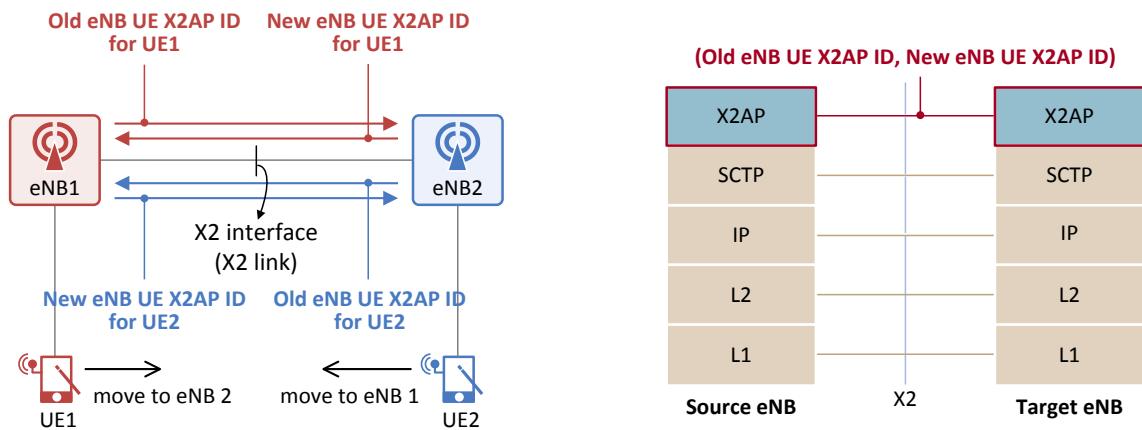 Old eNB UE X2AP ID
for UE1
New eNB UE X2AP ID
for UE1
eNB1
eNB2
X2 interface
(X2 link)
New eNB UE X2AP ID
for UE2
Old eNB UE X2AP ID
for UE2
move to eNB 2
move to eNB 1
UE1
UE2
(Old eNB UE X2AP ID, New eNB UE X2AP ID)
X2AP
X2AP
SCTP
SCTP
IP
IP
L2
L2
L1
L1
Source eNB
X2
Target eNB